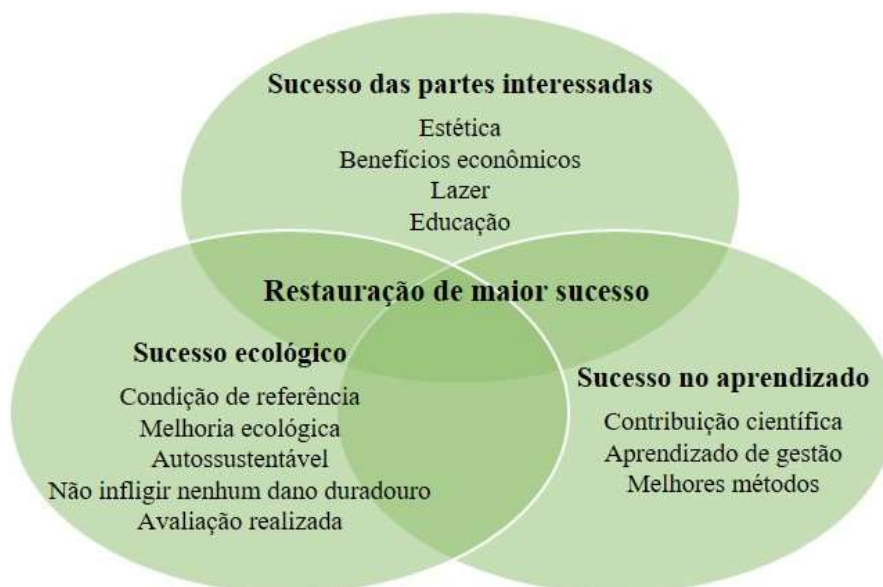 Sucesso das partes interessadas
Estética
Benefícios econômicos
Lazer
Educação
Restauração de maior sucesso
Sucesso ecológico
Condição de referência
Melhoria ecológica
Autossustentável
Não infligir nenhum dano duradouro
Avaliação realizada
Sucesso no aprendizado
Contribuição científica
Aprendizado de gestão
Melhores métodos